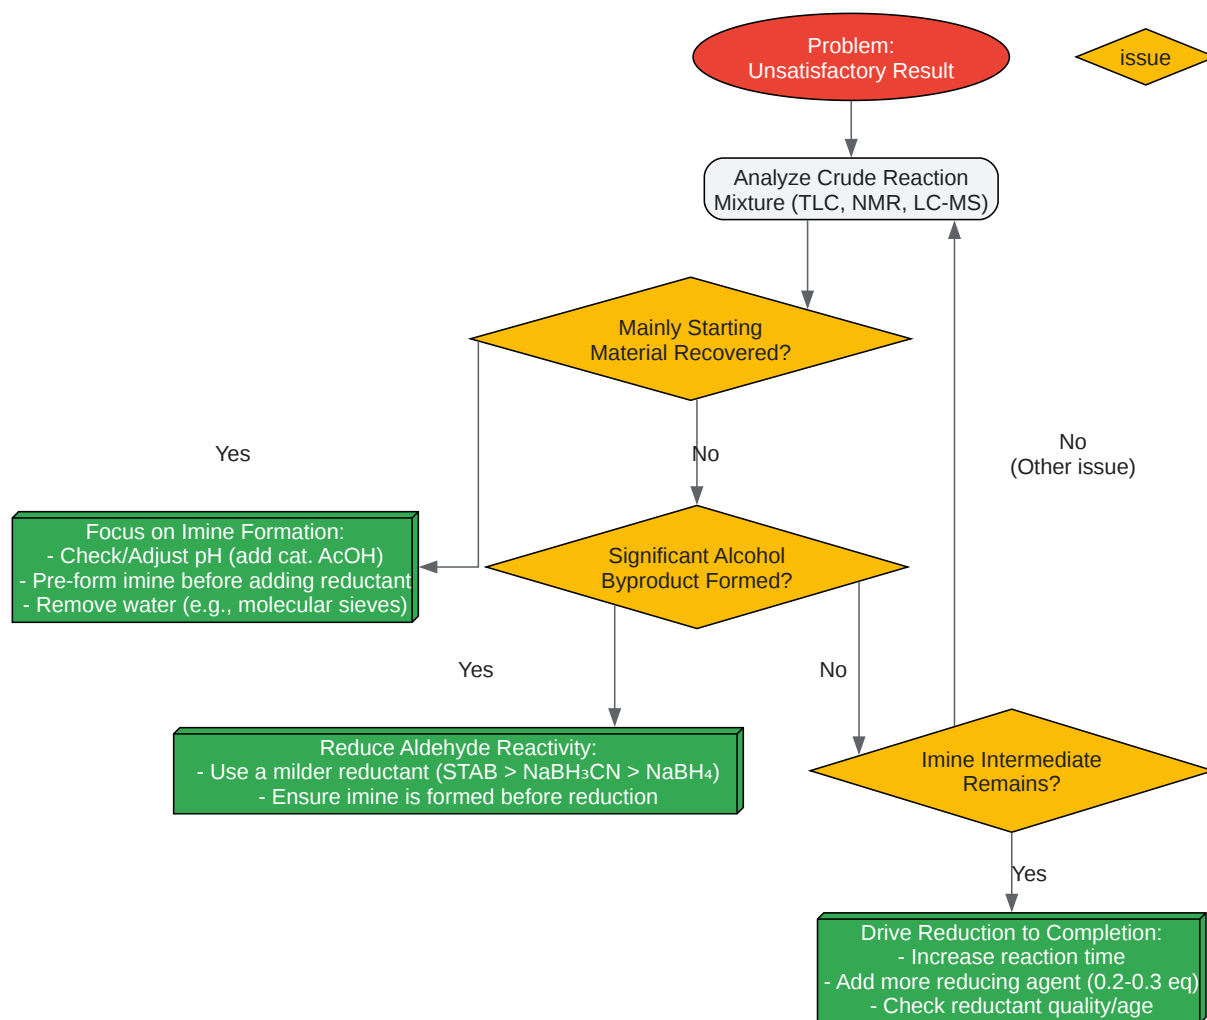 Problem:
Unsatisfactory Result
issue
Analyze Crude Reaction
Mixture (TLC, NMR, LC-MS)
Mainly Starting
Material Recovered?
Yes
No
No
(Other issue)
Focus on Imine Formation:
- Check/Adjust pH (add cat. AcOH)
- Pre-form imine before adding reductant
- Remove water (e.g., molecular sieves)
Significant Alcohol
Byproduct Formed?
Yes
No
Reduce Aldehyde Reactivity:
- Use a milder reductant (STAB > NaBH₃CN > NaBH₄)
- Ensure imine is formed before reduction
Imine Intermediate
Remains?
Yes
Drive Reduction to Completion:
- Increase reaction time
- Add more reducing agent (0.2-0.3 eq)
- Check reductant quality/age